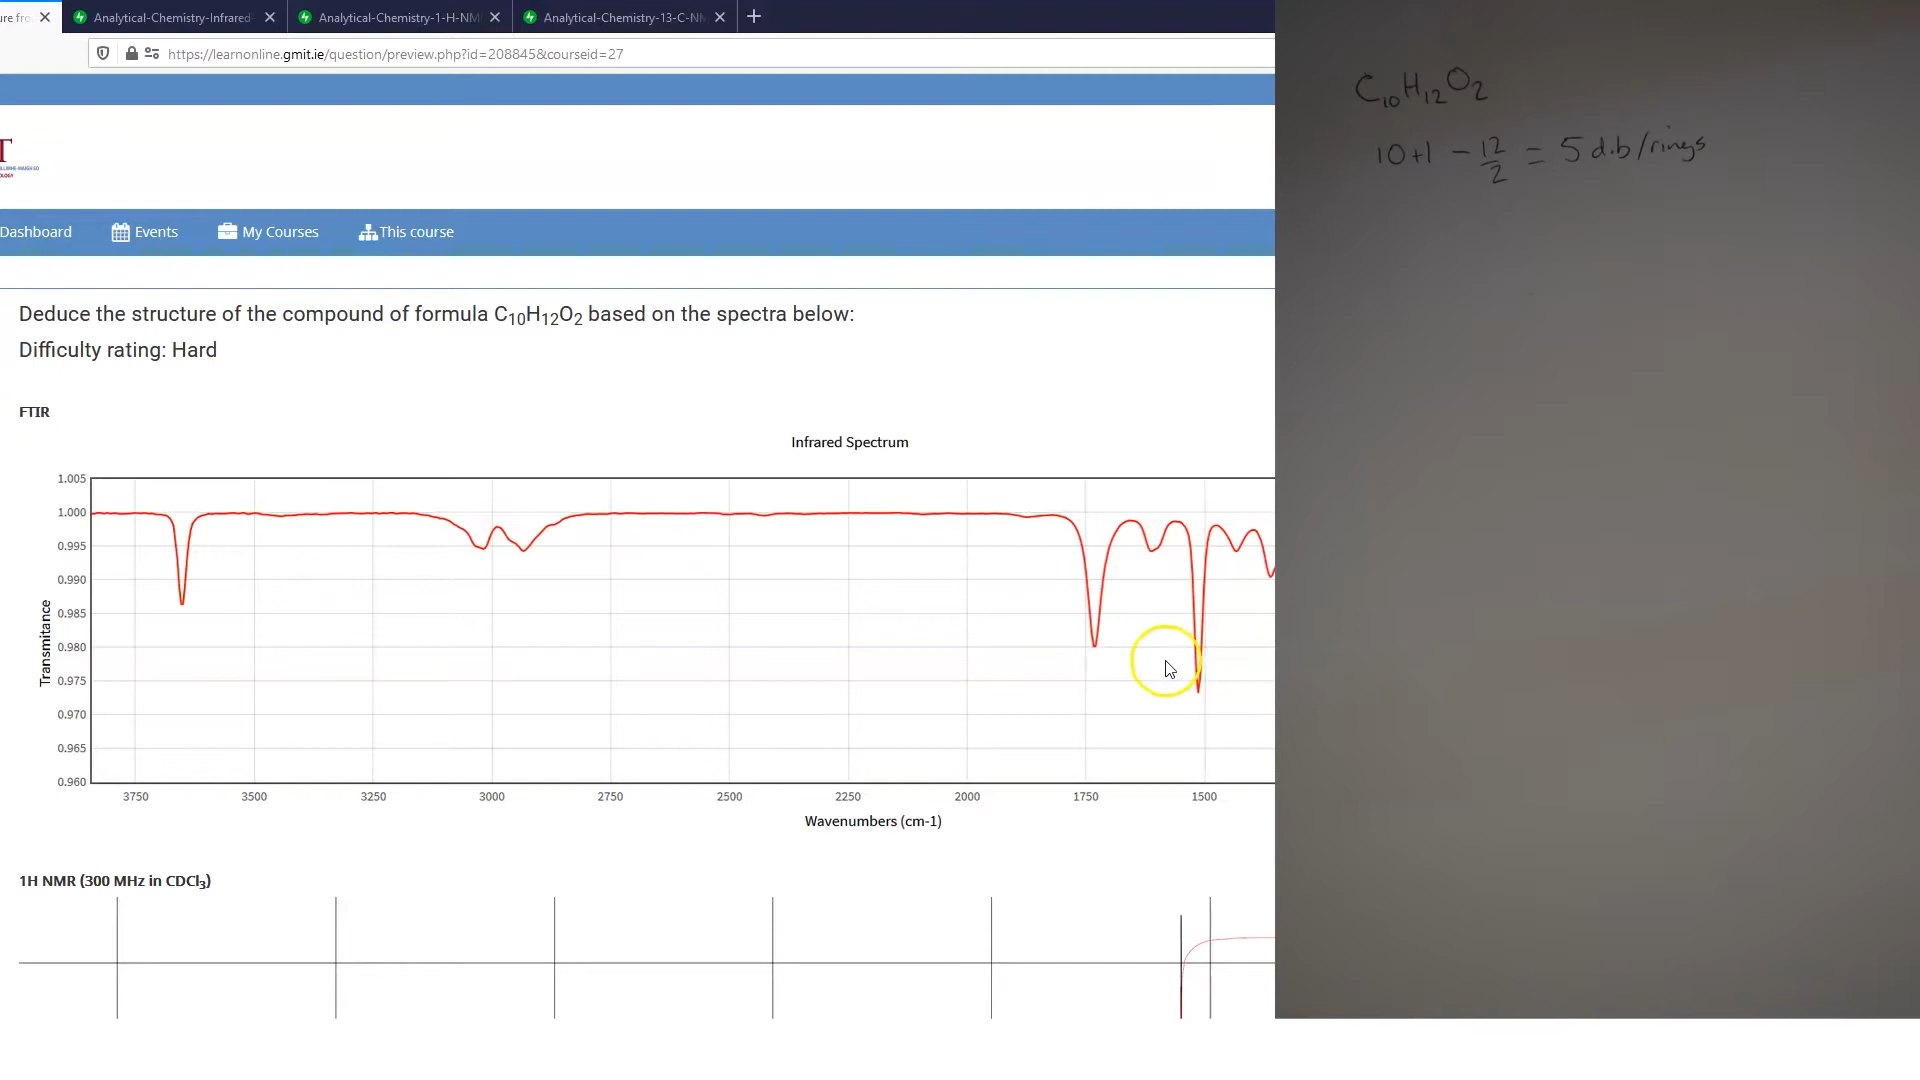 ure fro
Analytical-Chemistry-Infrared-
Analytical-Chemistry-1-H-NM
Analytical-Chemistry-13-C-NM
https://learnonline.gmit.ie/question/preview.php?id=208845&courseid=27
T
Dashboard
Events
My Courses
This course
Deduce the structure of the compound of formula C10H12O2 based on the spectra below:
Difficulty rating: Hard
FTIR
Infrared Spectrum
1.005
1.000
0.995
0.990
0.985
0.980
0.975
0.970
0.965
0.960
Transmitance
3750 3500 3250 3000 2750 2500 2250 2000 1750 1500
Wavenumbers (cm-1)
1H NMR (300 MHz in CDCl3)
C10H12O2
10+1 - 12/2 = 5 d.b/rings